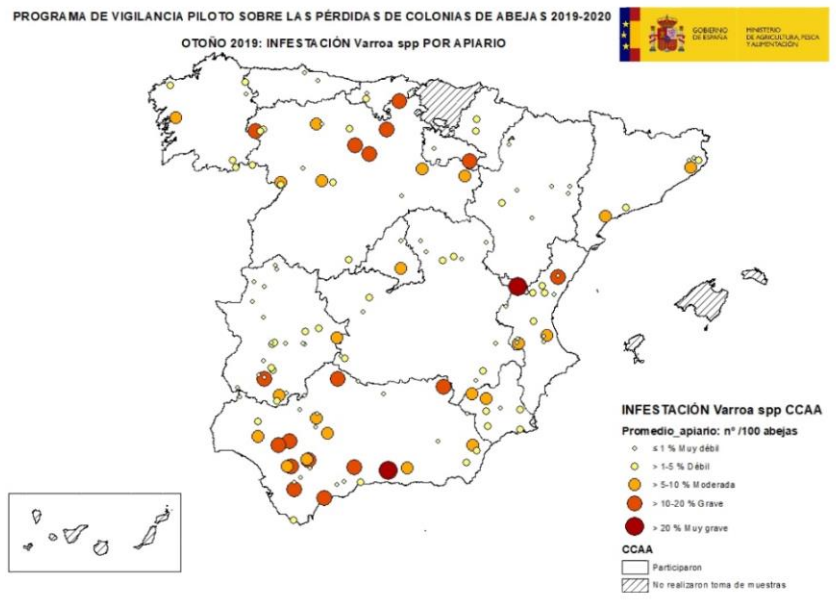 PROGRAMA DE VIGILANCIA PILOTO SOBRE LAS PÉRDIDAS DE COLONIAS DE ABEJAS 2019-2020
OTOÑO 2019: INFESTACIÓN Varroa spp POR APIARIO
GOBIERNO
DE ESPAÑA
MINISTERIO
DE AGRICULTURA, PESCA
Y ALIMENTACIÓN
INFESTACIÓN Varroa spp CCAA
Promedio_apiario: nº /100 abejas
≤ 1 % Muy débil
> 1-5 % Débil
> 5-10 % Moderada
> 10-20 % Grave
> 20 % Muy grave
CCAA
Participaron
No realizaron toma de muestras